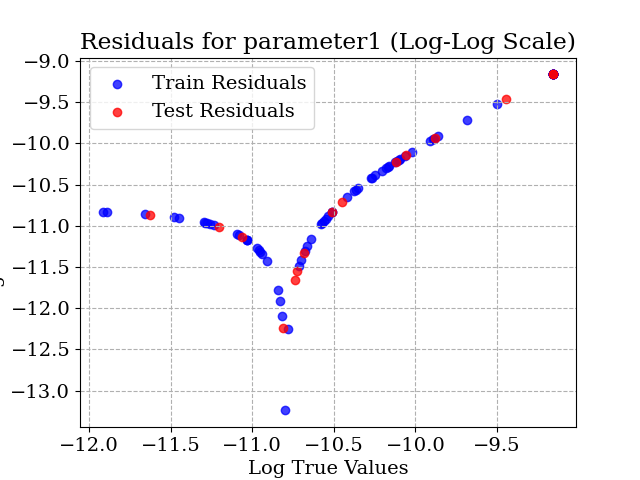 Residuals for parameter1 (Log-Log Scale)
Train Residuals
Test Residuals
−9.0
−9.5
−10.0
−10.5
−11.0
−11.5
−12.0
−12.5
−13.0
−12.0 −11.5 −11.0 −10.5 −10.0 −9.5
Log True Values